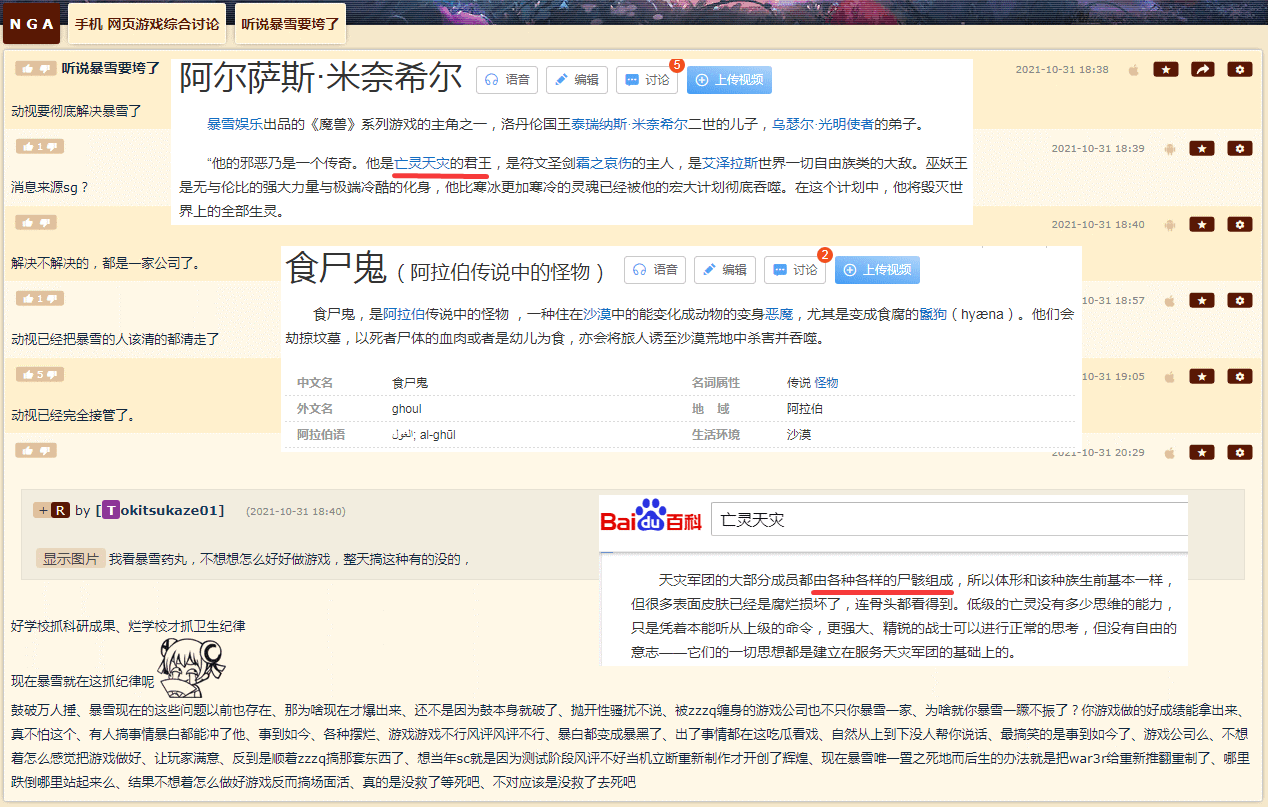 NGA
手机 网页游戏综合讨论
听说暴雪要垮了
听说暴雪要垮了
2021-10-31 18:38
动视要彻底解决暴雪了
阿尔萨斯·米奈希尔
语音
编辑
讨论
5
上传视频
暴雪娱乐出品的《魔兽》系列游戏的主角之一，洛丹伦国王泰瑞纳斯·米奈希尔二世的儿子，乌瑟尔·光明使者的弟子。
“他的邪恶乃是一个传奇。他是亡灵天灾的君王，是符文圣剑霜之哀伤的主人，是艾泽拉斯世界一切自由族类的大敌。巫妖王
是无与伦比的强大力量与极端冷酷的化身，他比寒冰更加寒冷的灵魂已经被他的宏大计划彻底吞噬。在这个计划中，他将毁灭世
界上的全部生灵。
1
2021-10-31 18:39
消息来源sg？
2021-10-31 18:40
解决不解决的，都是一家公司了。
食尸鬼（阿拉伯传说中的怪物）
语音
编辑
讨论
2
上传视频
食尸鬼，是阿拉伯传说中的怪物 ，一种住在沙漠中的能变化成动物的变身恶魔，尤其是变成食腐的鬣狗（hyæna）。他们会
劫掠坟墓，以死者尸体的血肉或者是幼儿为食，亦会将旅人诱至沙漠荒地中杀害并吞噬。
中文名 食尸鬼 名词属性 传说 怪物
外文名 ghoul 地 域 阿拉伯
阿拉伯语 الغول; al-ghūl 生活环境 沙漠
1
-31 18:57
动视已经把暴雪的人该清的都清走了
5
-31 19:05
动视已经完全接管了。
2021-10-31 20:29
+ R by [Tokitsukaze01] (2021-10-31 18:40)
显示图片 我看暴雪药丸，不想想怎么好好做游戏，整天搞这种有的没的，
Baidu百科
亡灵天灾
天灾军团的大部分成员都由各种各样的尸骸组成，所以体形和该种族生前基本一样，
但很多表面皮肤已经是腐烂损坏了，连骨头都看得到。低级的亡灵没有多少思维的能力，
只是凭着本能听从上级的命令，更强大、精锐的战士可以进行正常的思考，但没有自由的
意志——它们的一切思想都是建立在服务天灾军团的基础上的。
好学校抓科研成果、烂学校才抓卫生纪律
现在暴雪就在这抓纪律呢
鼓破万人捶、暴雪现在的这些问题以前也存在、那为啥现在才爆出来、还不是因为鼓本身就破了、抛开性骚扰不说、被zzzq缠身的游戏公司也不只你暴雪一家、为啥就你暴雪一蹶不振了？你游戏做的好成绩能拿出来、
真不怕这个、有人搞事情暴白都能冲了他、事到如今、各种摆烂、游戏游戏不行风评风评不行、暴白都变成暴黑了、出了事情都在这吃瓜看戏、自然从上到下没人帮你说话、最搞笑的是事到如今了、游戏公司么、不想
着怎么感觉把游戏做好、让玩家满意、反到是顺着zzzq搞那套东西了、想当年sc就是因为测试阶段风评不好当机立断重新制作才开创了辉煌、现在暴雪唯一置之死地而后生的办法就是把war3r给重新推翻重制了、哪里
跌倒哪里站起来么、结果不想着怎么做好游戏反而搞场面活、真的是没救了等死吧、不对应该是没救了去死吧